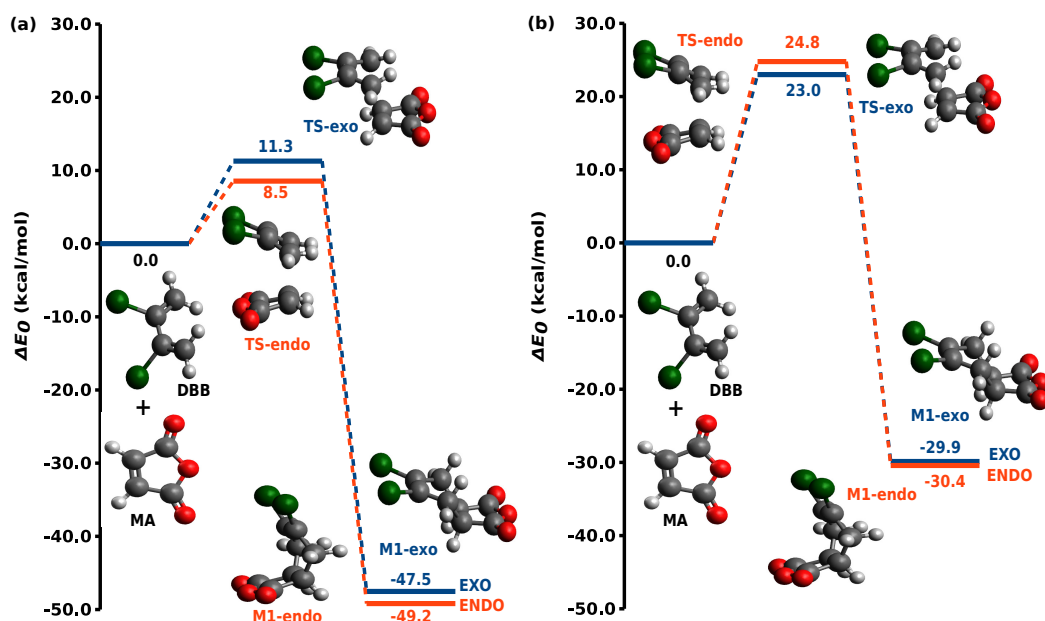 (a)
ΔE0 (kcal/mol)
30.0
20.0
10.0
0.0
-10.0
-20.0
-30.0
-40.0
-50.0
TS-exo
11.3
8.5
0.0
TS-endo
DBB
+
MA
M1-exo
-47.5 EXO
ENDO
M1-endo -49.2
(b)
ΔE0 (kcal/mol)
30.0
20.0
10.0
0.0
-10.0
-20.0
-30.0
-40.0
-50.0
TS-endo 24.8
23.0 TS-exo
0.0
DBB
+
MA
M1-exo
-29.9 EXO
ENDO
M1-endo -30.4